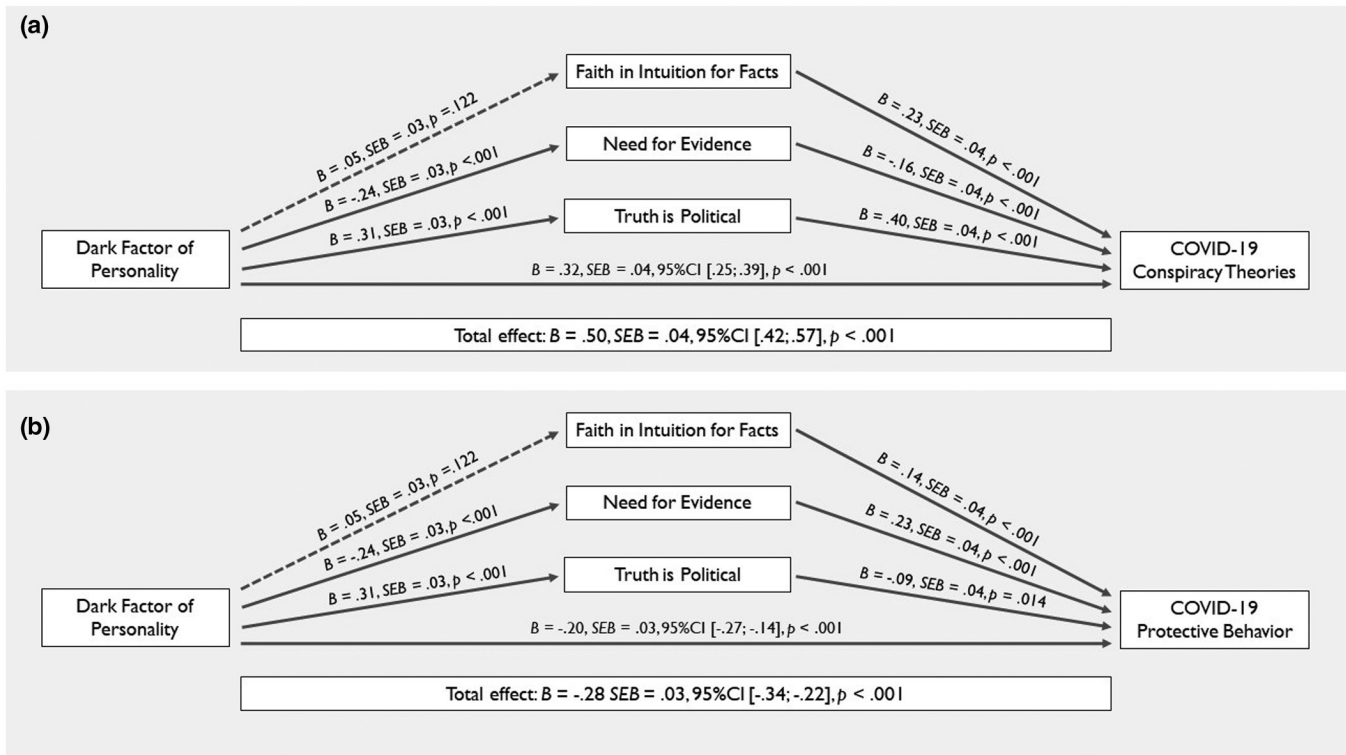 (a)
Faith in Intuition for Facts
B = .05, SEB = .03, p =.122
B = .23, SEB = .04, p < .001
Need for Evidence
B = -.24, SEB = .03, p <.001
B = -.16, SEB = .04, p < .001
Truth is Political
B = .31, SEB = .03, p < .001
B = .40, SEB = .04, p < .001
Dark Factor of
Personality
COVID-19
Conspiracy Theories
B = .32, SEB = .04, 95%CI [.25; .39], p < .001
Total effect: B = .50, SEB = .04, 95%CI [.42; .57], p < .001
(b)
Faith in Intuition for Facts
B = .05, SEB = .03, p =.122
B = .14, SEB = .04, p < .001
Need for Evidence
B = -.24, SEB = .03, p <.001
B = .23, SEB = .04, p < .001
Truth is Political
B = .31, SEB = .03, p < .001
B = -.09, SEB = .04, p = .014
Dark Factor of
Personality
COVID-19
Protective Behavior
B = -.20, SEB = .03, 95%CI [-.27; -.14], p < .001
Total effect: B = -.28 SEB = .03, 95%CI [-.34; -.22], p < .001